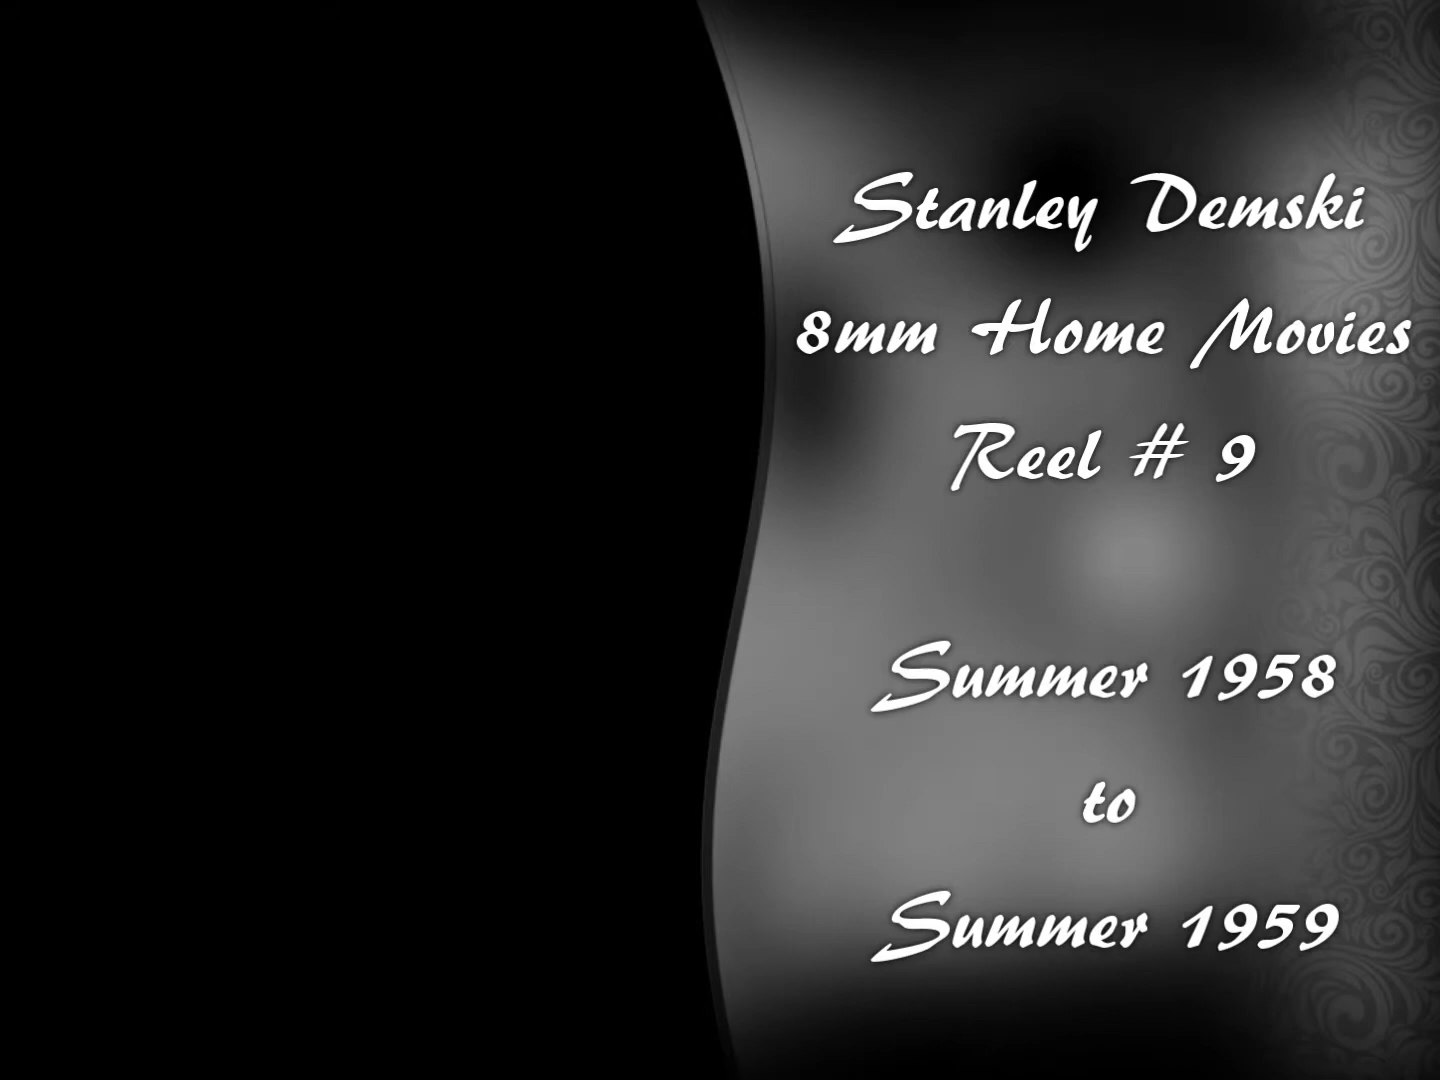 Stanley Demski
8mm Home Movies
Reel # 9
Summer 1958
to
Summer 1959